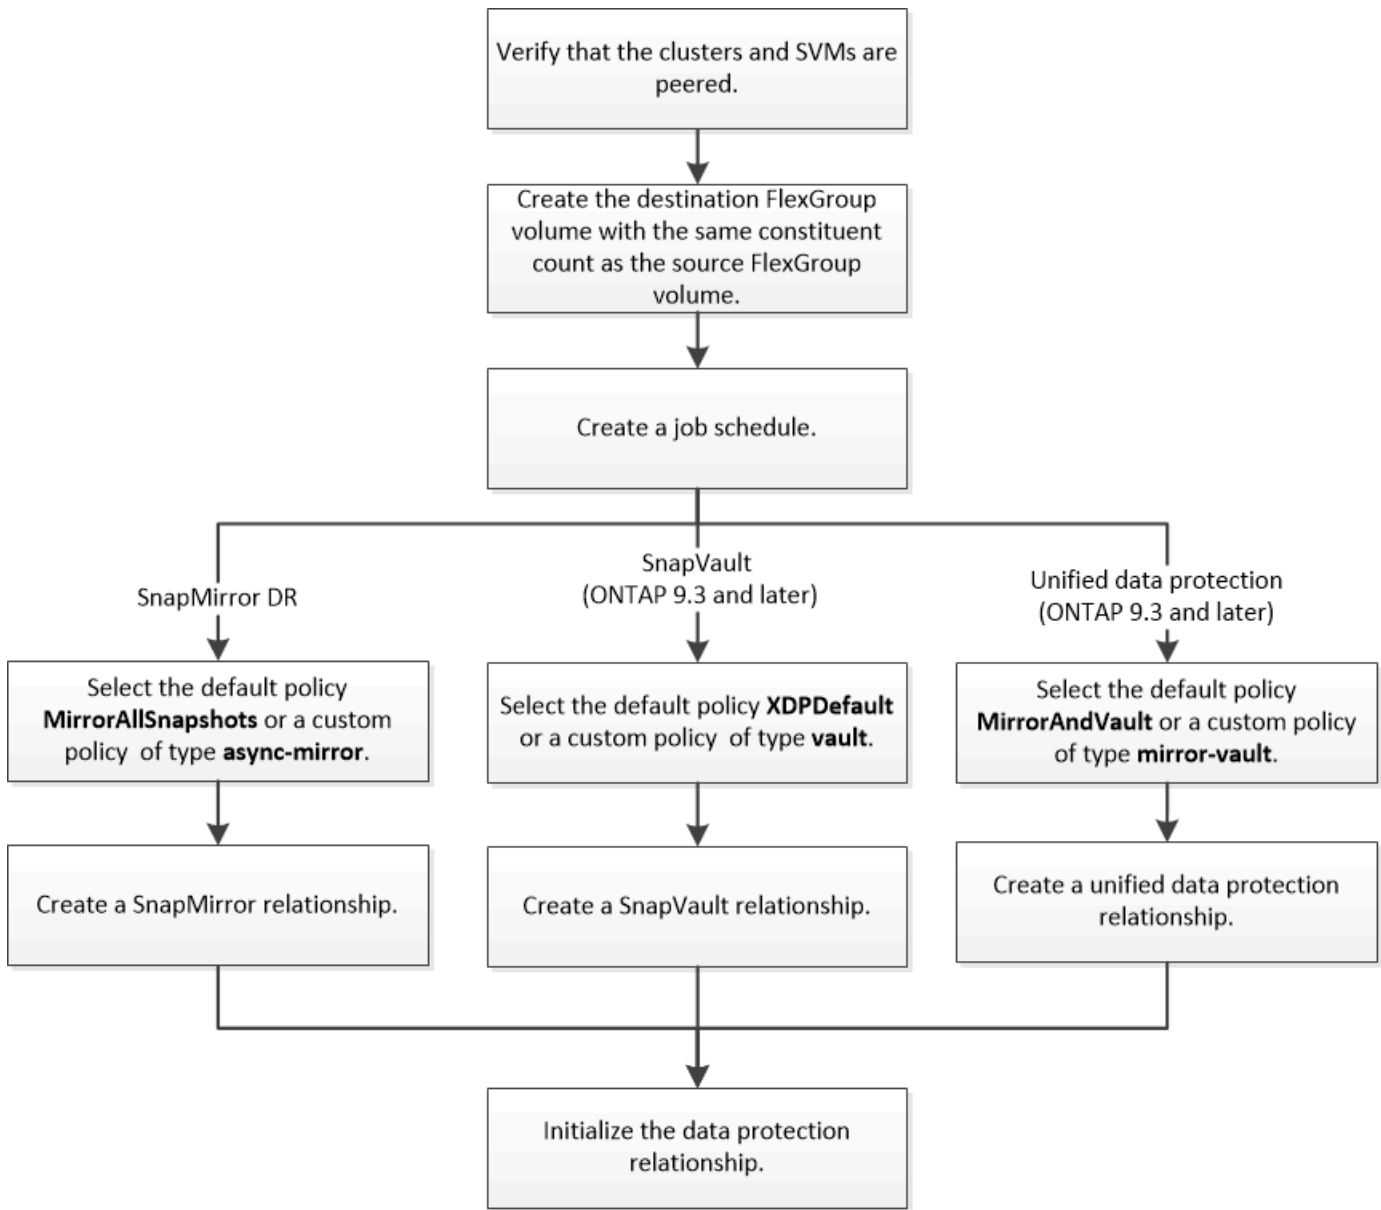 Verify that the clusters and SVMs are
peered.
Create the destination FlexGroup
volume with the same constituent
count as the source FlexGroup
volume.
Create a job schedule.
SnapMirror DR
SnapVault
(ONTAP 9.3 and later)
Unified data protection
(ONTAP 9.3 and later)
Select the default policy
MirrorAllSnapshots or a custom
policy of type async-mirror.
Select the default policy XDPDefault
or a custom policy of type vault.
Select the default policy
MirrorAndVault or a custom policy
of type mirror-vault.
Create a SnapMirror relationship.
Create a SnapVault relationship.
Create a unified data protection
relationship.
Initialize the data protection
relationship.